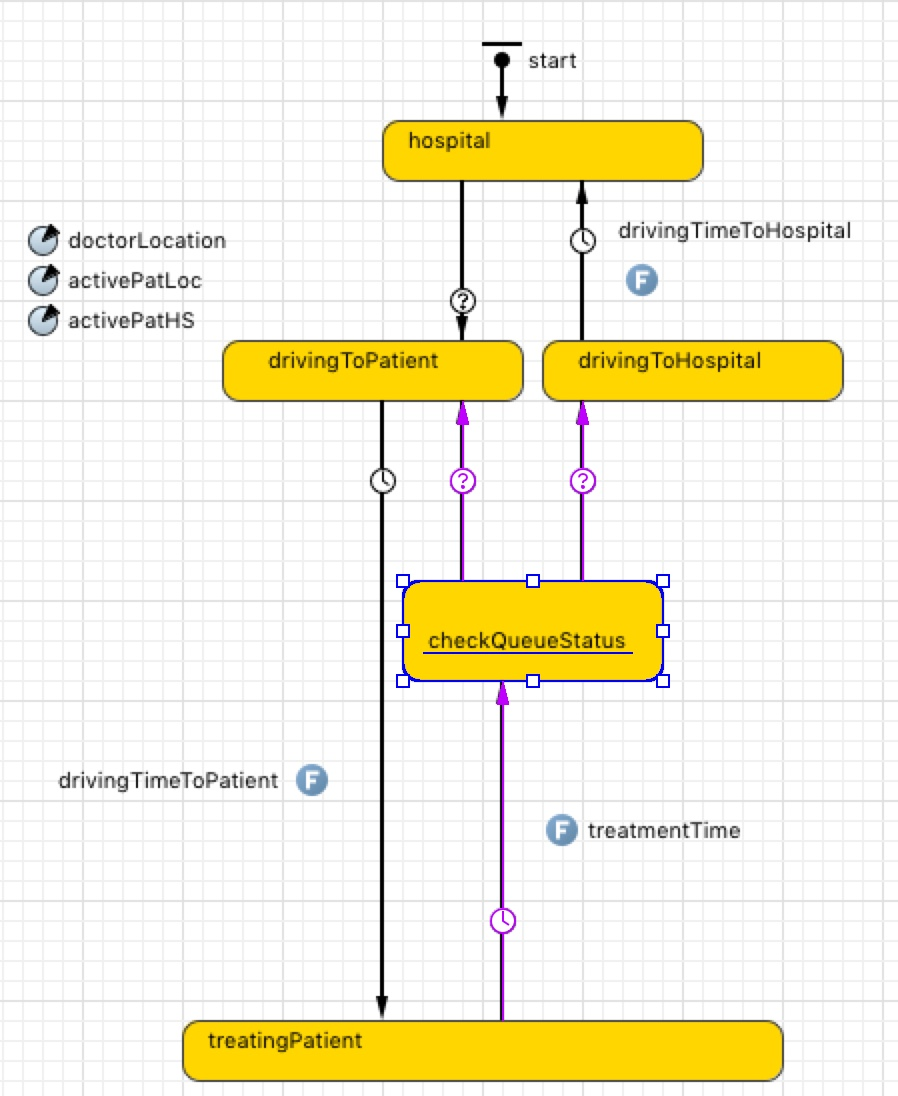 start
hospital
doctorLocation
drivingTimeToHospital
F
activePatLoc
activePatHS
?
drivingToPatient
drivingToHospital
?
?
checkQueueStatus
drivingTimeToPatient F
F treatmentTime
treatingPatient